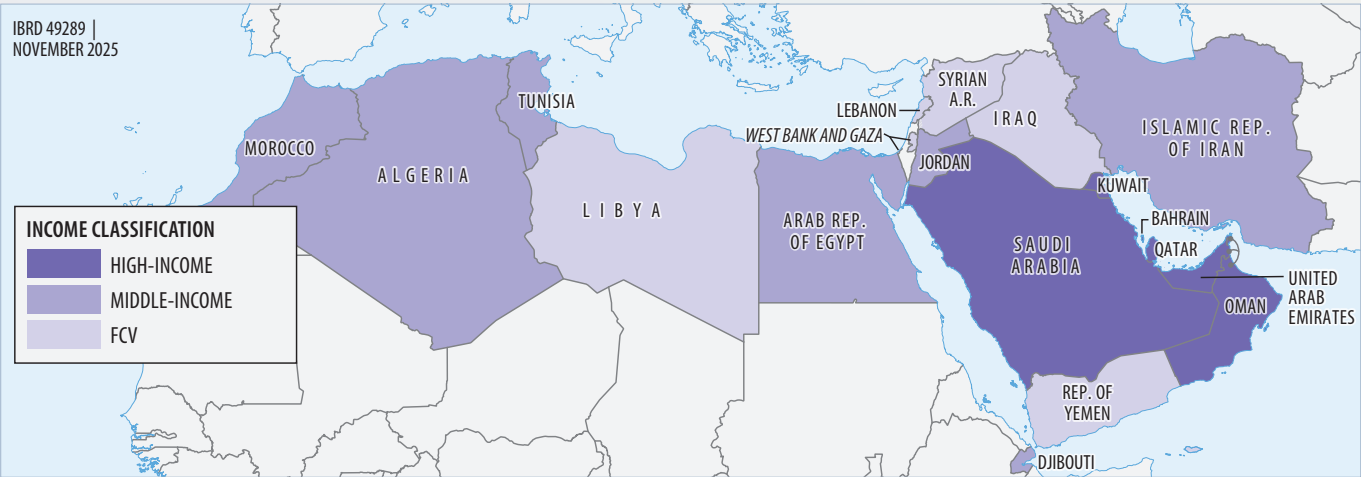 IBRD 49289 |
NOVEMBER 2025
MOROCCO
ALGERIA
TUNISIA
LIBYA
ARAB REP.
OF EGYPT
LEBANON
WEST BANK AND GAZA
SYRIAN
A.R.
JORDAN
IRAQ
ISLAMIC REP.
OF IRAN
KUWAIT
BAHRAIN
QATAR
SAUDI
ARABIA
UNITED
ARAB
EMIRATES
OMAN
REP. OF
YEMEN
DJIBOUTI
INCOME CLASSIFICATION
HIGH-INCOME
MIDDLE-INCOME
FCV